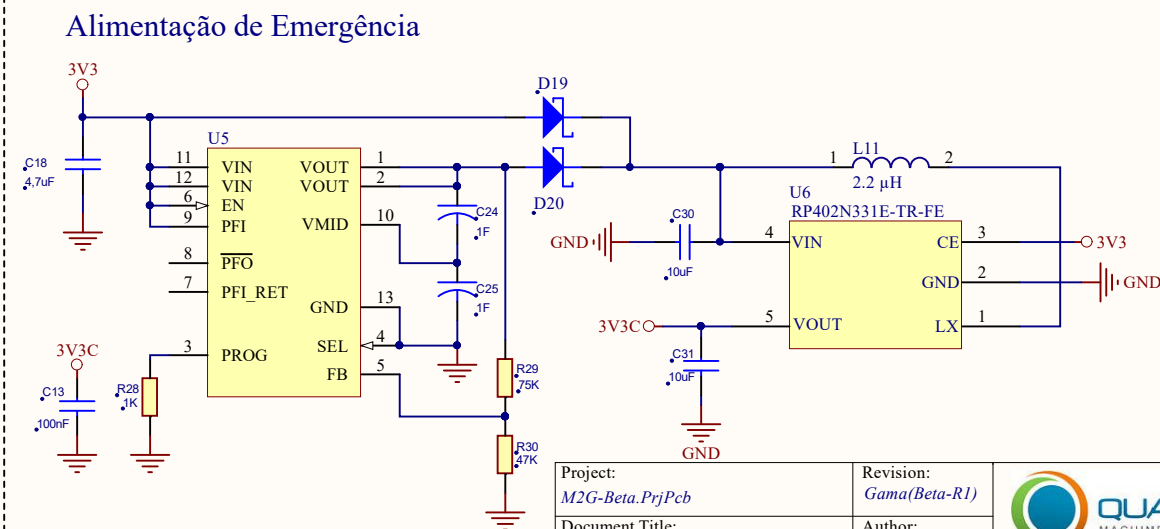 Alimentação de Emergência
3V3
D19
U5
C18
4,7uF
11 VIN VOUT 1
12 VIN VOUT 2
6 EN
9 PFI VMID 10
8 PFO
7 PFI_RET
GND 13
SEL 4
3 PROG
FB 5
C24
1F
C25
1F
D20
L11
1 2
2.2 µH
U6
RP402N331E-TR-FE
C30
10uF
GND
4 VIN CE 3 3V3
GND 2 GND
3V3C 5 VOUT LX 1
C31
10uF
GND
3V3C
C13
100nF
R28
1K
R29
75K
R30
47K
Project:
M2G-Beta.PrjPcb
Revision:
Gama(Beta-R1)
Document Title:
Author: